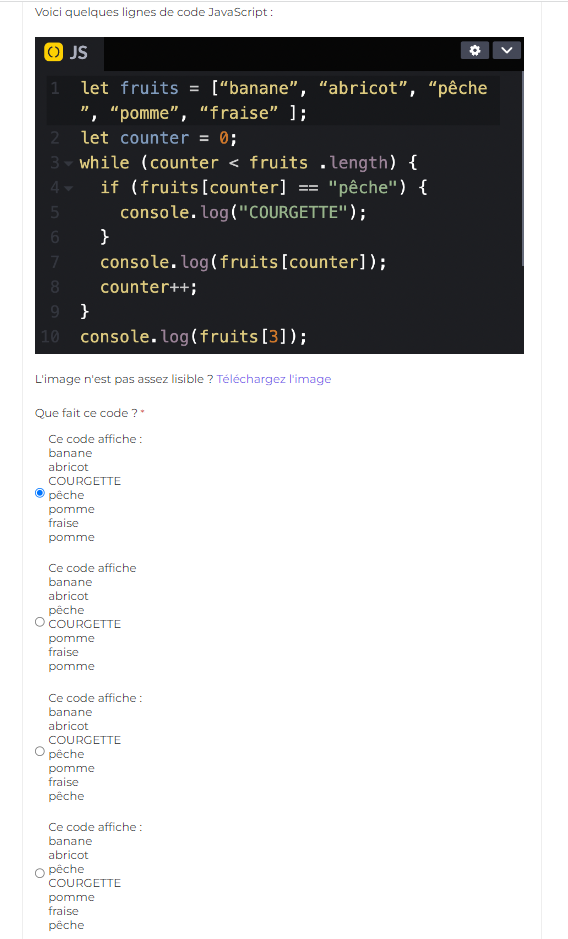 Voici quelques lignes de code JavaScript :
JS
1 let fruits = [“banane”, “abricot”, “pêche
”, “pomme”, “fraise” ];
2 let counter = 0;
3 while (counter < fruits .length) {
4 if (fruits[counter] == "pêche") {
5 console.log("COURGETTE");
6 }
7 console.log(fruits[counter]);
8 counter++;
9 }
10 console.log(fruits[3]);
L'image n'est pas assez lisible ? Téléchargez l'image
Que fait ce code ? *
Ce code affiche :
banane
abricot
COURGETTE
pêche
pomme
fraise
pomme
Ce code affiche
banane
abricot
pêche
COURGETTE
pomme
fraise
pomme
Ce code affiche :
banane
abricot
COURGETTE
pêche
pomme
fraise
pêche
Ce code affiche :
banane
abricot
pêche
COURGETTE
pomme
fraise
pêche